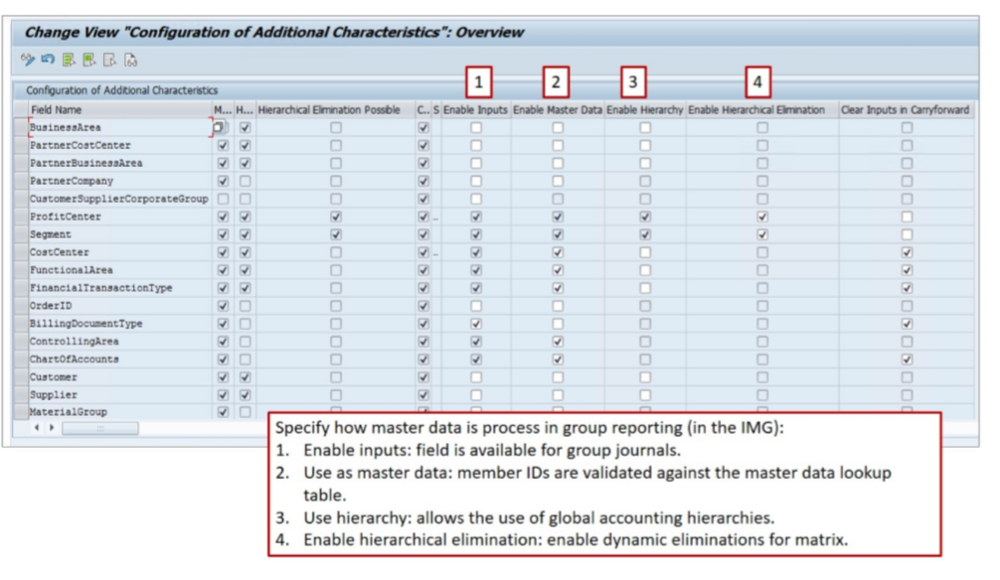 Change View "Configuration of Additional Characteristics": Overview
1 2 3 4
Configuration of Additional Characteristics
Field Name M... H... Hierarchical Elimination Possible C.. S Enable Inputs Enable Master Data Enable Hierarchy Enable Hierarchical Elimination Clear Inputs in Carryforward
BusinessArea
PartnerCostCenter
PartnerBusinessArea
PartnerCompany
CustomerSupplierCorporateGroup
ProfitCenter
Segment
CostCenter
FunctionalArea
FinancialTransactionType
OrderID
BillingDocumentType
ControllingArea
ChartOfAccounts
Customer
Supplier
MaterialGroup
Specify how master data is process in group reporting (in the IMG):
1. Enable inputs: field is available for group journals.
2. Use as master data: member IDs are validated against the master data lookup
table.
3. Use hierarchy: allows the use of global accounting hierarchies.
4. Enable hierarchical elimination: enable dynamic eliminations for matrix.